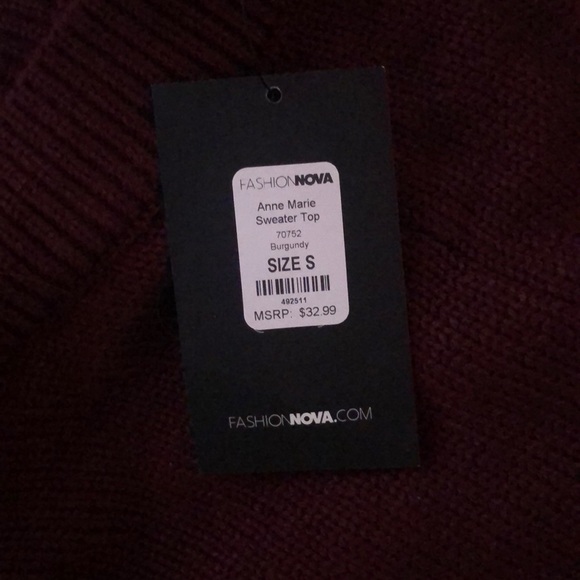 FASHIONNOVA
Anne Marie
Sweater Top
70752
Burgundy
SIZE S
492511
MSRP: $32.99
FASHIONNOVA.COM